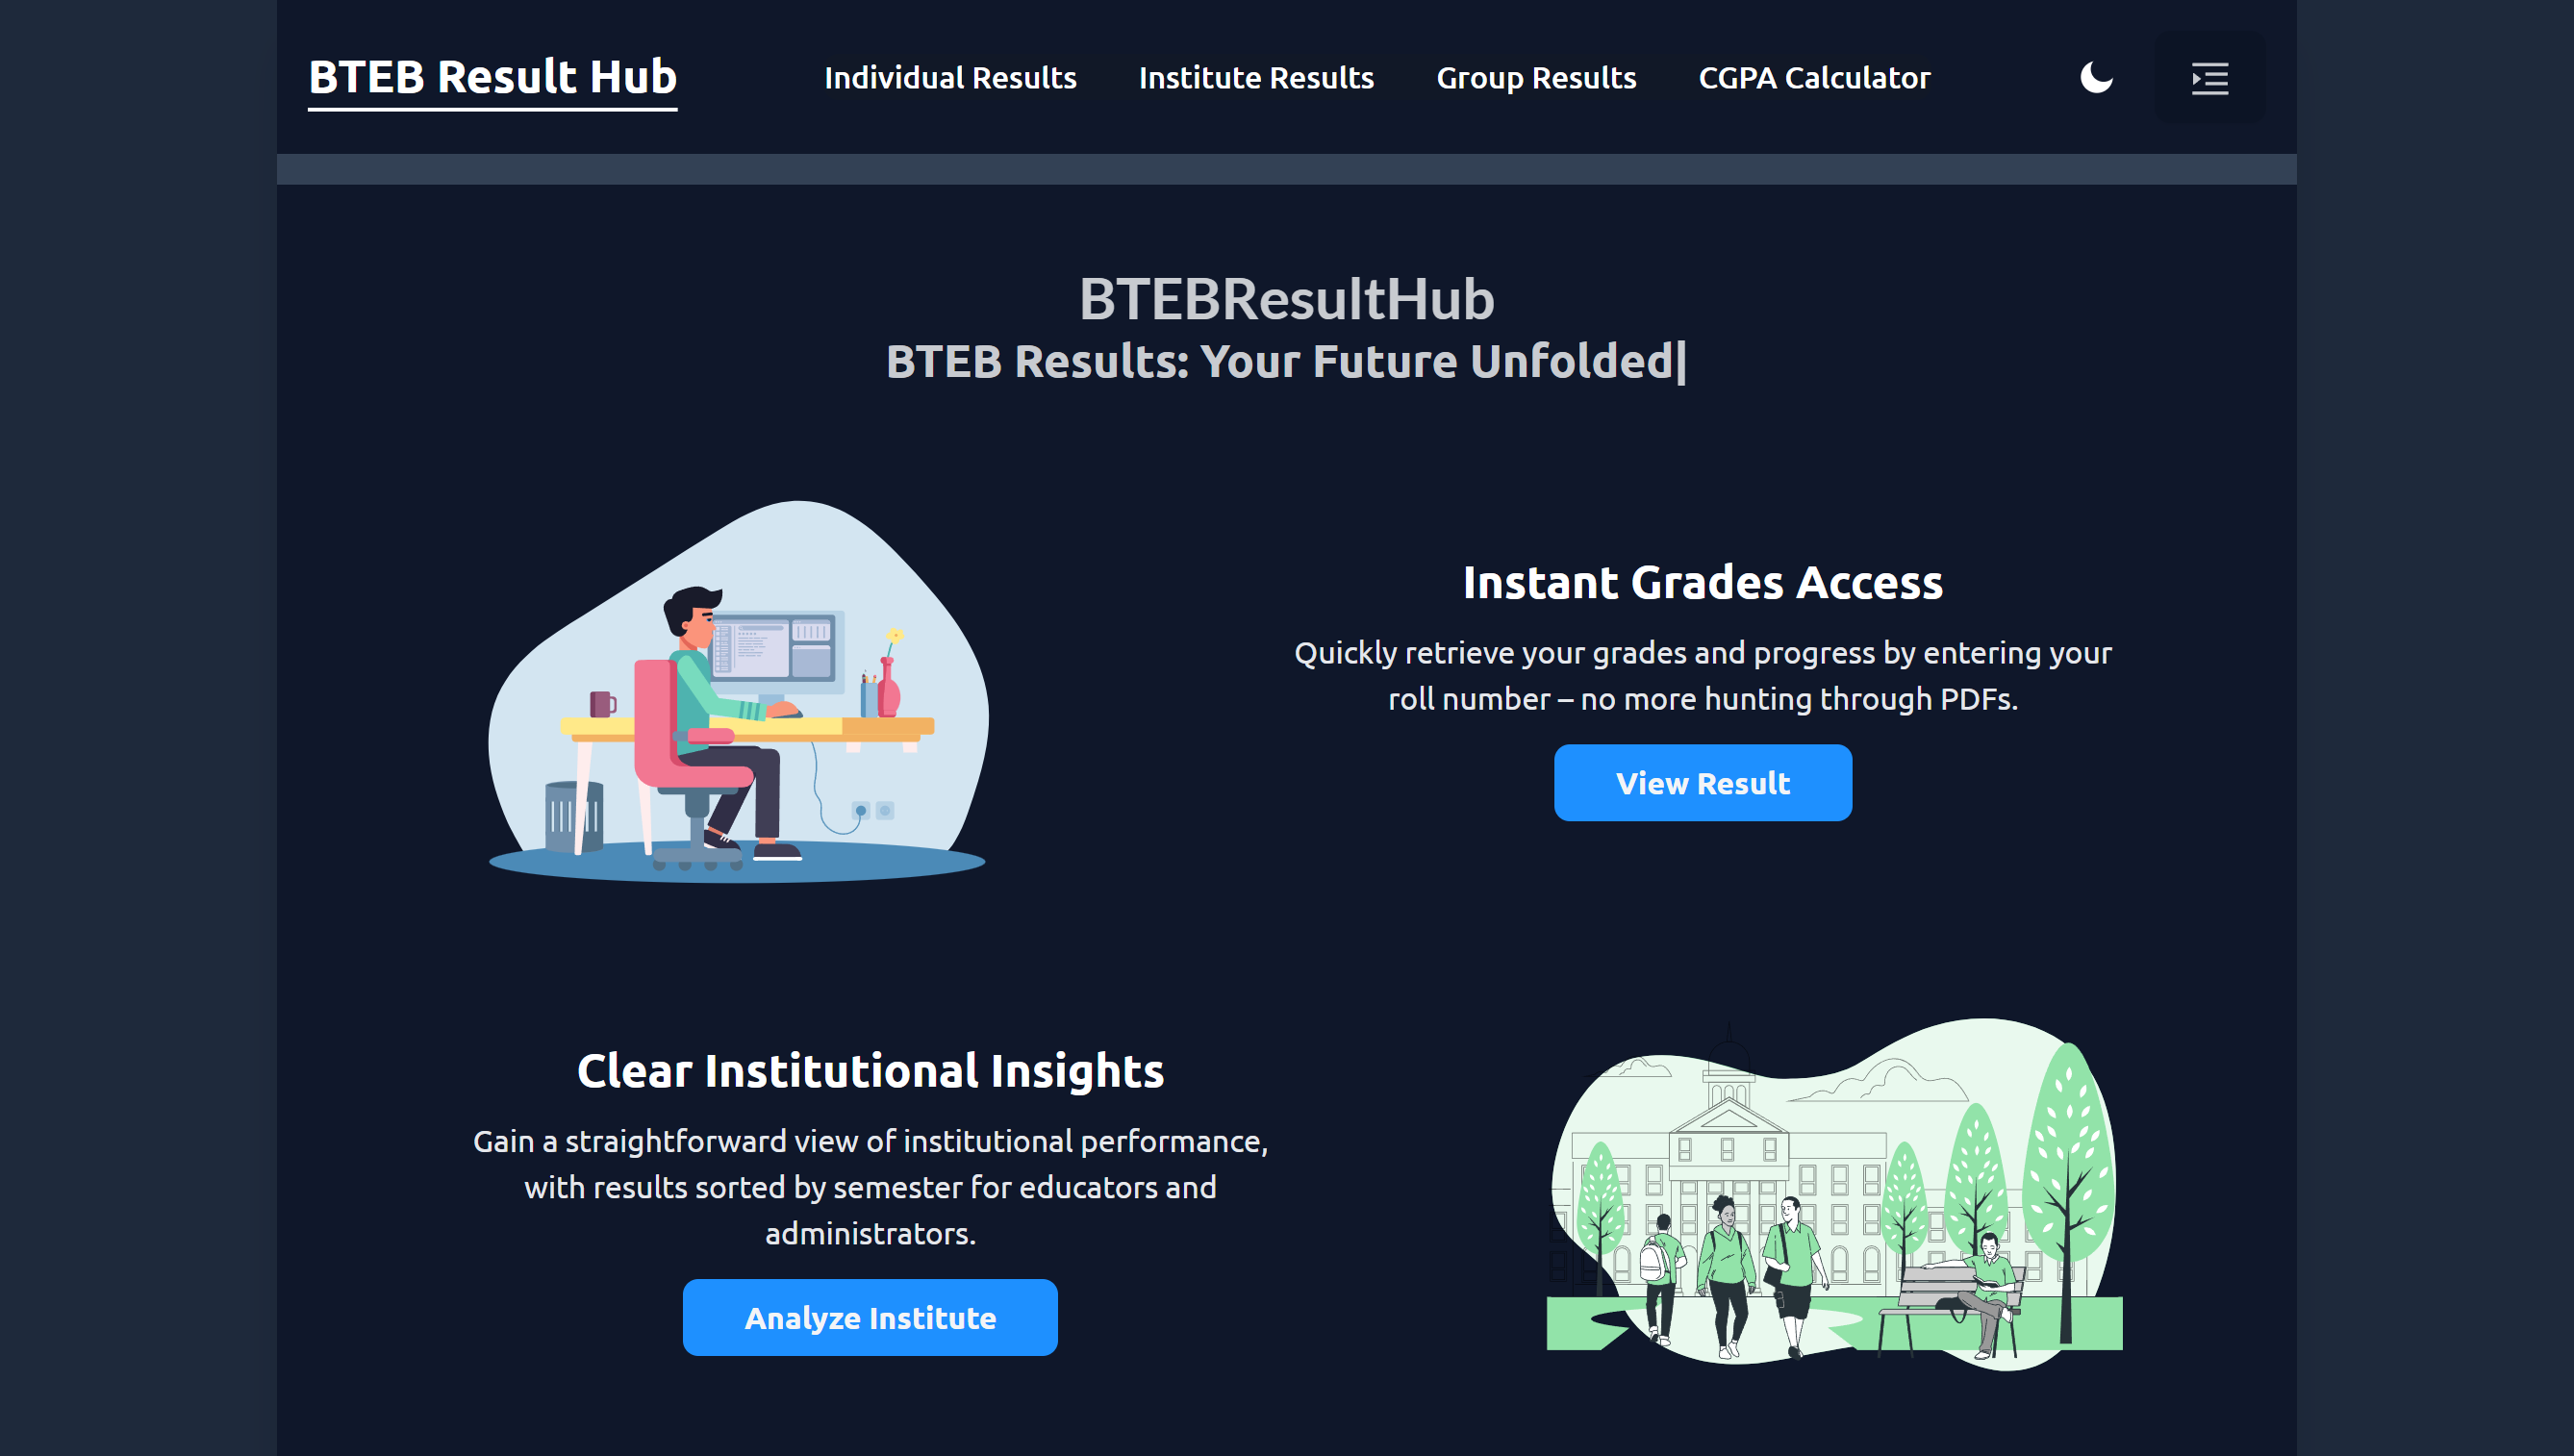 BTEB Result Hub
Individual Results
Institute Results
Group Results
CGPA Calculator
BTEBResultHub
BTEB Results: Your Future Unfolded|
Instant Grades Access
Quickly retrieve your grades and progress by entering your
roll number – no more hunting through PDFs.
View Result
Clear Institutional Insights
Gain a straightforward view of institutional performance,
with results sorted by semester for educators and
administrators.
Analyze Institute